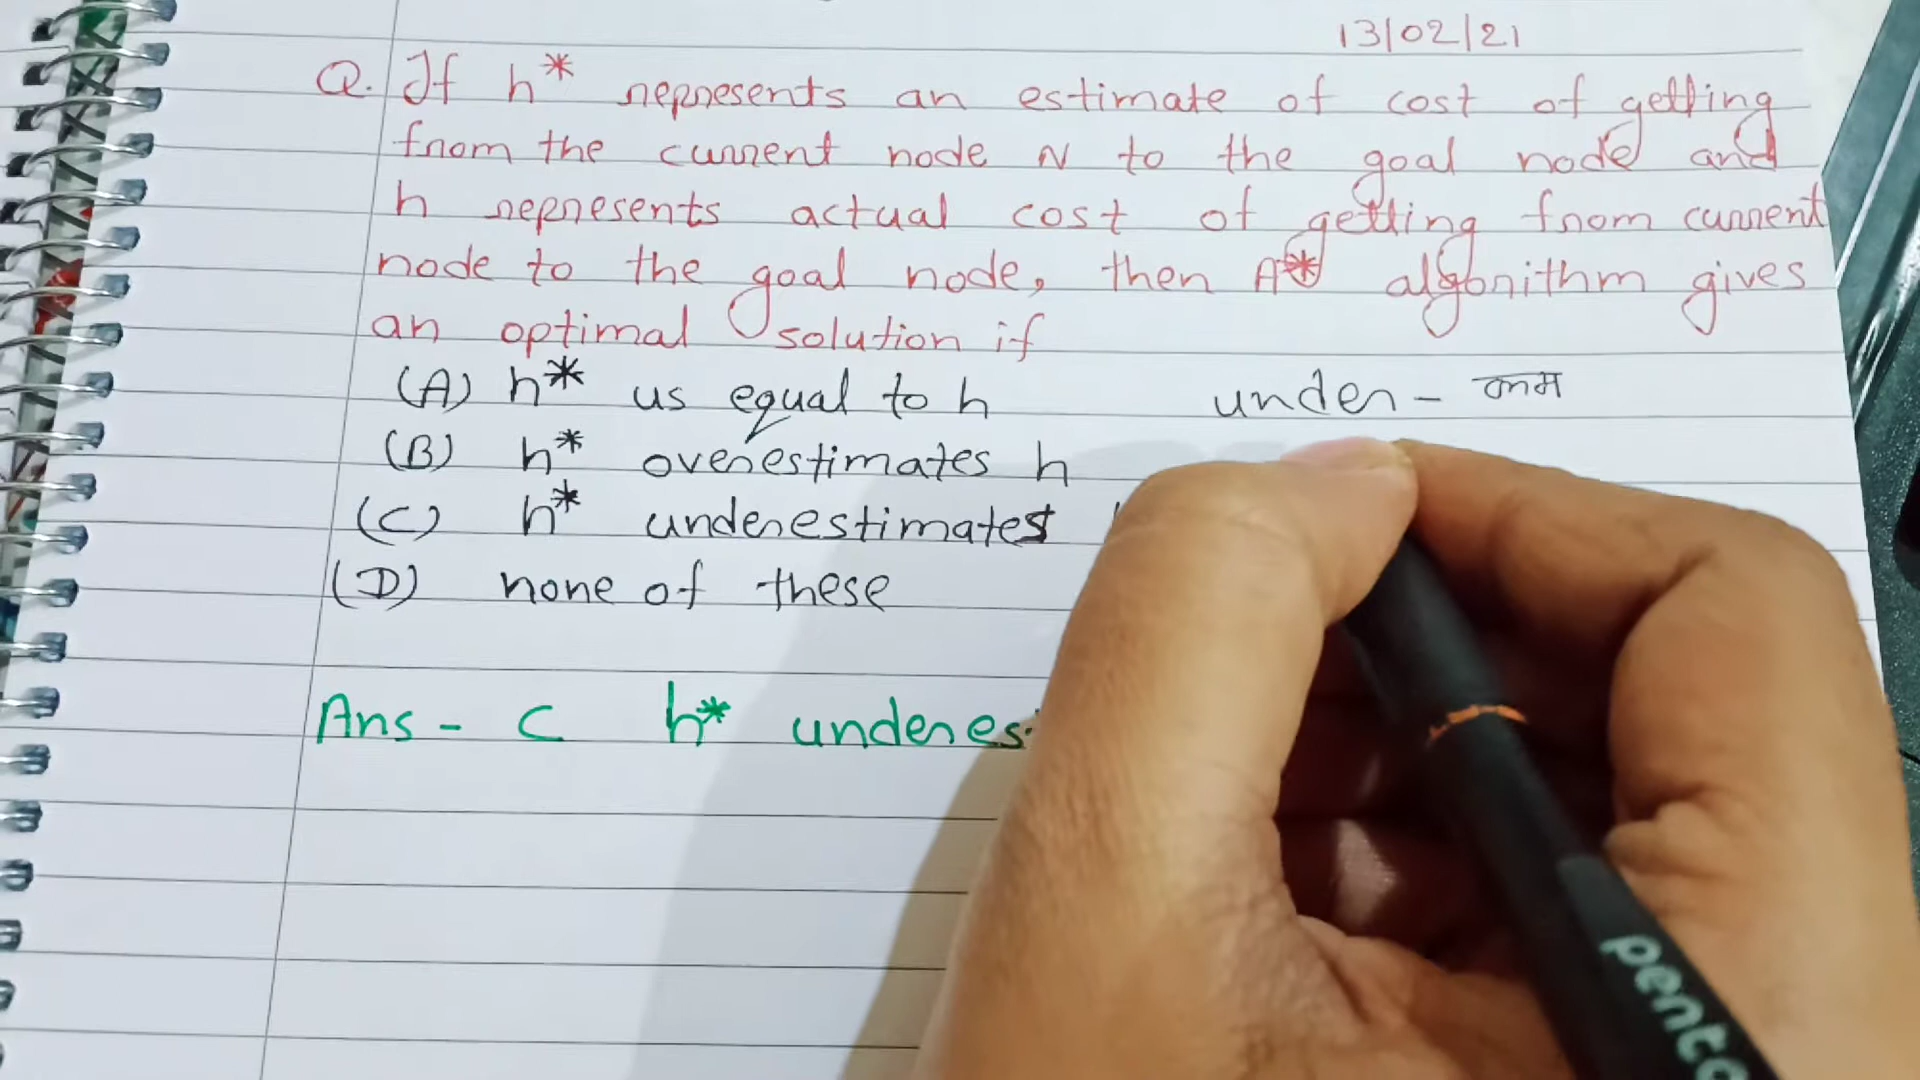 13/02/21
Q. If h* represents an estimate of cost of getting
from the current node N to the goal node and
h represents actual cost of getting from current
node to the goal node, then A* algorithm gives
an optimal solution if
(A) h* us equal to h
under - कम
(B) h* overestimates h
(C) h* underestimates
(D) none of these
Ans - C h* underes
pento